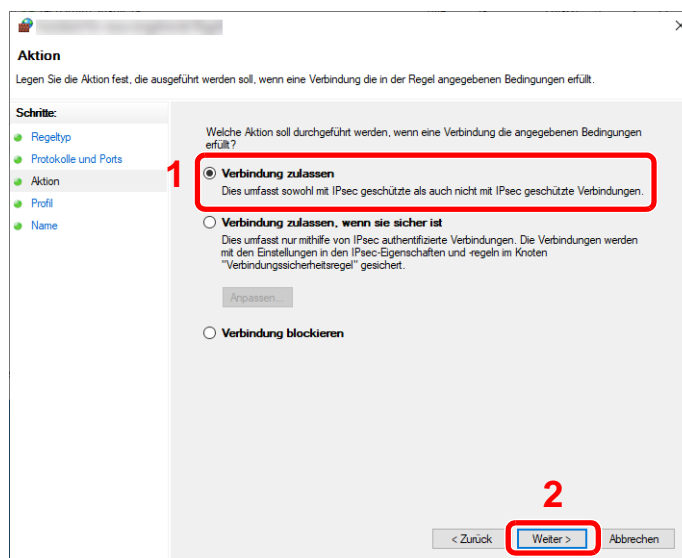 Aktion
Legen Sie die Aktion fest, die ausgeführt werden soll, wenn eine Verbindung die in der Regel angegebenen Bedingungen erfüllt.
Schritte:
Regeltyp
Protokolle und Ports
Aktion
Profil
Name
Welche Aktion soll durchgeführt werden, wenn eine Verbindung die angegebenen Bedingungen
erfüllt?
1
Verbindung zulassen
Dies umfasst sowohl mit IPsec geschützte als auch nicht mit IPsec geschützte Verbindungen.
Verbindung zulassen, wenn sie sicher ist
Dies umfasst nur mithilfe von IPsec authentifizierte Verbindungen. Die Verbindungen werden
mit den Einstellungen in den IPsec-Eigenschaften und -regeln im Knoten
"Verbindungssicherheitsregel" gesichert.
Anpassen...
Verbindung blockieren
2
< Zurück Weiter > Abbrechen